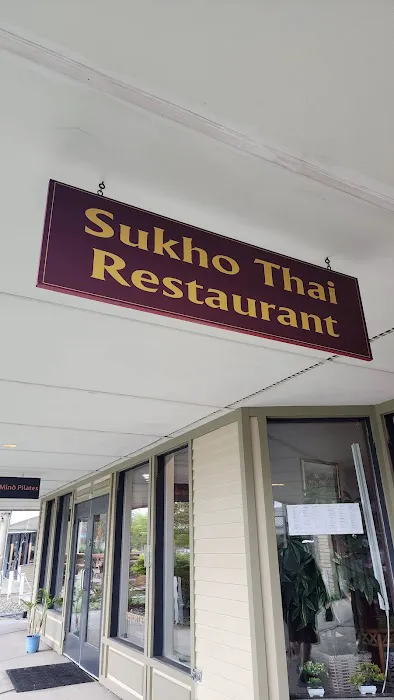 Sukho Thai
Restaurant
Mind Pilates